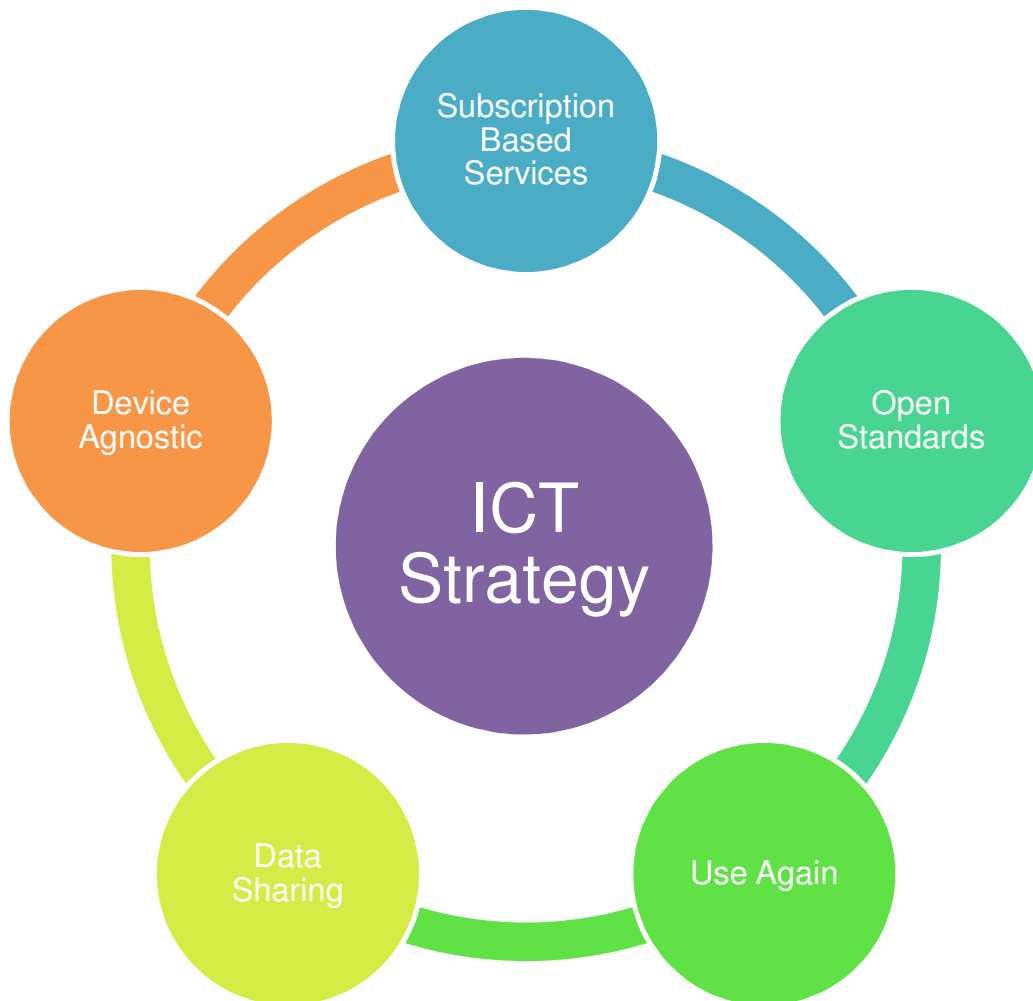 Subscription
Based
Services
Open
Standards
Use Again
Data
Sharing
Device
Agnostic
ICT
Strategy